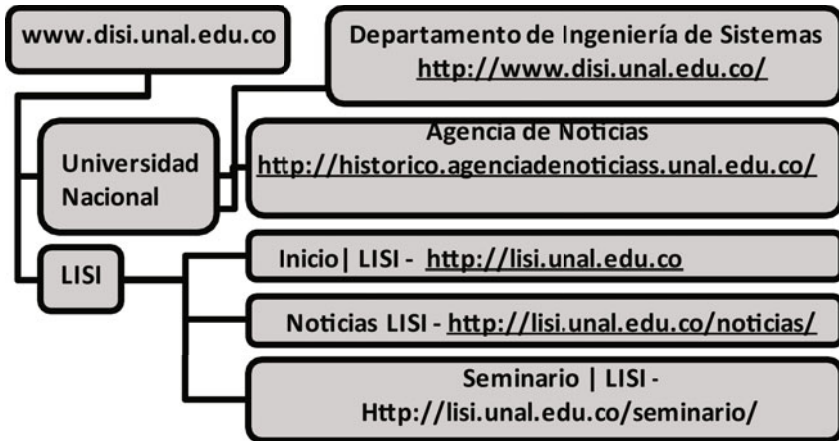 www.disi.unal.edu.co
Departamento de Ingeniería de Sistemas
http://www.disi.unal.edu.co/
Universidad
Nacional
Agencia de Noticias
http://historico.agenciadenoticiass.unal.edu.co/
LISI
Inicio| LISI - http://lisi.unal.edu.co
Noticias LISI - http://lisi.unal.edu.co/noticias/
Seminario | LISI -
Http://lisi.unal.edu.co/seminario/